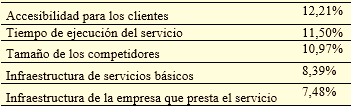 Accesibilidad para los clientes 12,21%
Tiempo de ejecución del servicio 11,50%
Tamaño de los competidores 10,97%
Infraestructura de servicios básicos 8,39%
Infraestructura de la empresa que presta el servicio 7,48%